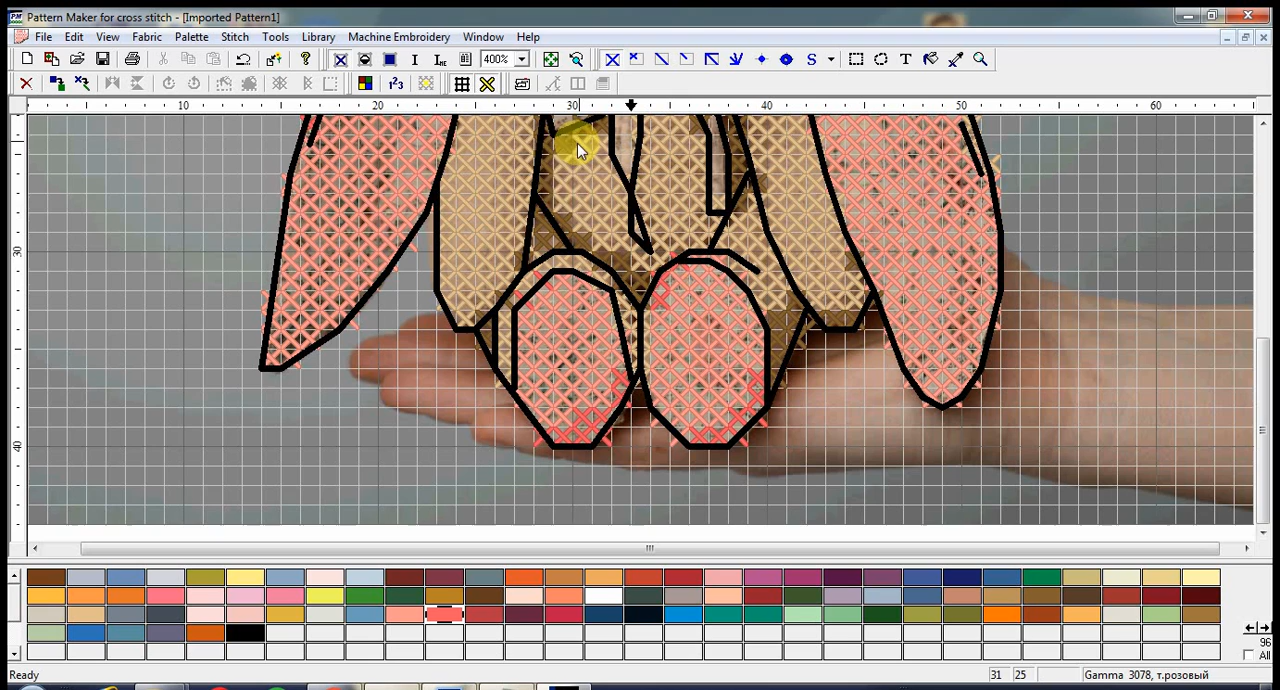 Pattern Maker for cross stitch - [Imported Pattern1]
File Edit View Fabric Palette Stitch Tools Library Machine Embroidery Window Help
400%
10 20 30 40 50 60
30
40
96
All
Ready 31 25 Gamma 3078, т.розовый